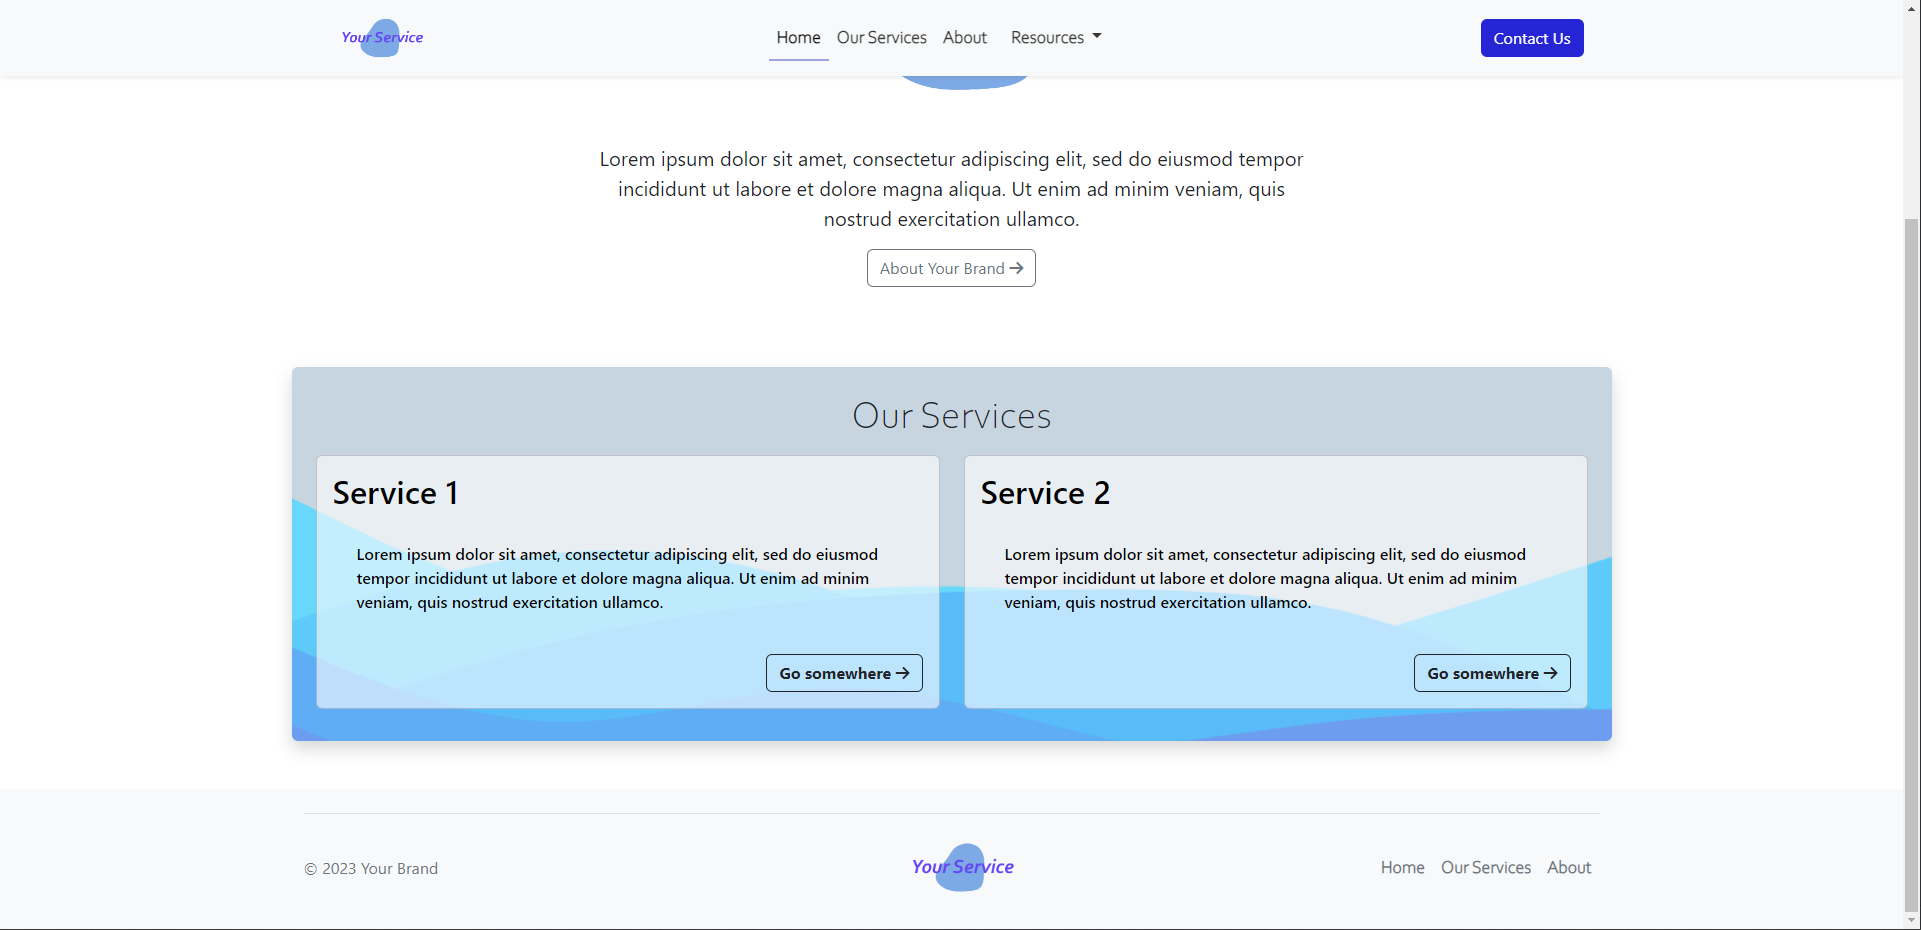 Your Service
Home Our Services About Resources
Contact Us
Lorem ipsum dolor sit amet, consectetur adipiscing elit, sed do eiusmod tempor
incididunt ut labore et dolore magna aliqua. Ut enim ad minim veniam, quis
nostrud exercitation ullamco.
About Your Brand →
Our Services
Service 1
Lorem ipsum dolor sit amet, consectetur adipiscing elit, sed do eiusmod
tempor incididunt ut labore et dolore magna aliqua. Ut enim ad minim
veniam, quis nostrud exercitation ullamco.
Go somewhere →
Service 2
Lorem ipsum dolor sit amet, consectetur adipiscing elit, sed do eiusmod
tempor incididunt ut labore et dolore magna aliqua. Ut enim ad minim
veniam, quis nostrud exercitation ullamco.
Go somewhere →
© 2023 Your Brand
Your Service
Home Our Services About